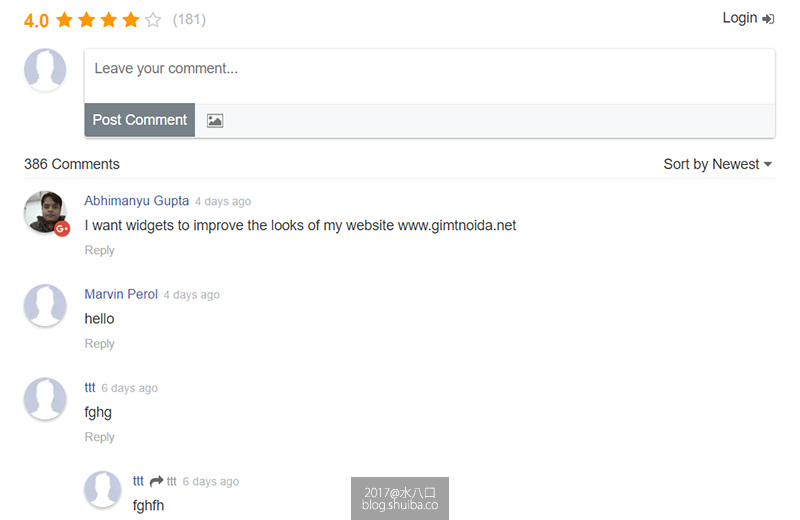 4.0 (181)
Login
Leave your comment...
Post Comment
386 Comments
Sort by Newest
Abhimanyu Gupta 4 days ago
I want widgets to improve the looks of my website www.gimtnoida.net
G+
Reply
Marvin Perol 4 days ago
hello
Reply
ttt 6 days ago
fghg
Reply
ttt ttt 6 days ago
fghfh
2017@水八口
blog.shuiba.co